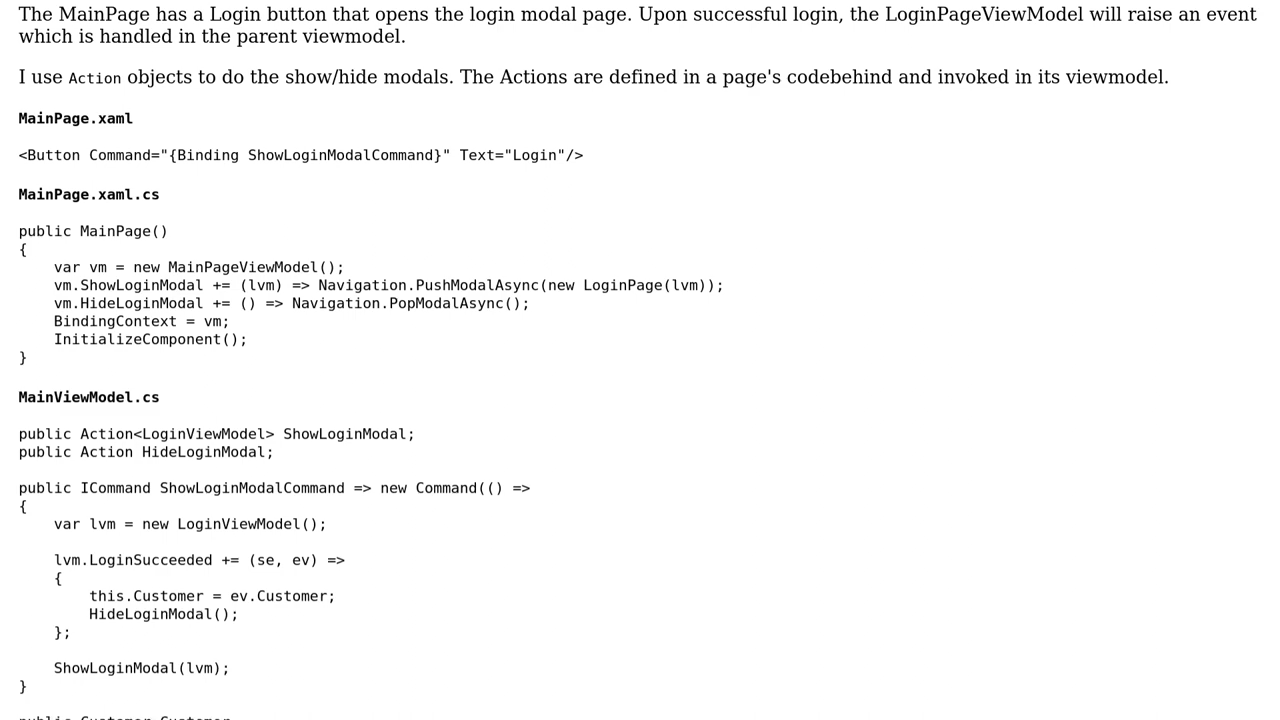 The MainPage has a Login button that opens the login modal page. Upon successful login, the LoginPageViewModel will raise an event
which is handled in the parent viewmodel.
I use Action objects to do the show/hide modals. The Actions are defined in a page's codebehind and invoked in its viewmodel.
MainPage.xaml
<Button Command="{Binding ShowLoginModalCommand}" Text="Login"/>
MainPage.xaml.cs
public MainPage()
{
    var vm = new MainPageViewModel();
    vm.ShowLoginModal += (lvm) => Navigation.PushModalAsync(new LoginPage(lvm));
    vm.HideLoginModal += () => Navigation.PopModalAsync();
    BindingContext = vm;
    InitializeComponent();
}
MainViewModel.cs
public Action<LoginViewModel> ShowLoginModal;
public Action HideLoginModal;
public ICommand ShowLoginModalCommand => new Command(() =>
{
    var lvm = new LoginViewModel();
    lvm.LoginSucceeded += (se, ev) =>
    {
        this.Customer = ev.Customer;
        HideLoginModal();
    };
    ShowLoginModal(lvm);
}